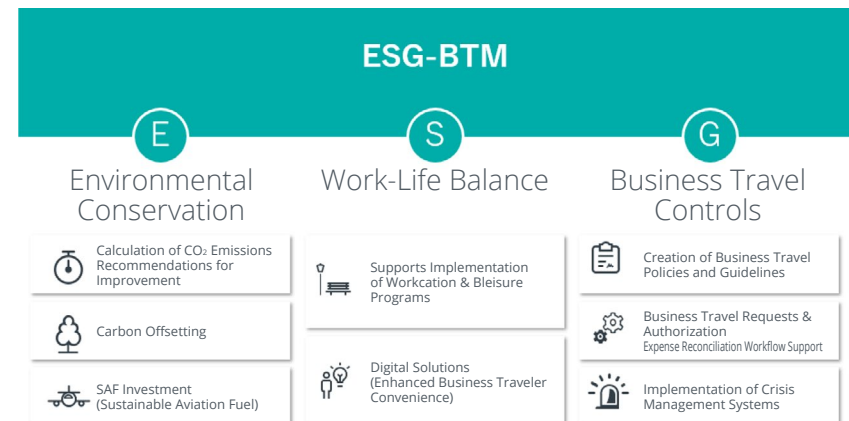 ESG-BTM
E
Environmental
Conservation
Calculation of CO₂ Emissions
Recommendations for
Improvement
Carbon Offsetting
SAF Investment
(Sustainable Aviation Fuel)
S
Work-Life Balance
Supports Implementation
of Workcation & Bleisure
Programs
Digital Solutions
(Enhanced Business Traveler
Convenience)
G
Business Travel
Controls
Creation of Business Travel
Policies and Guidelines
Business Travel Requests &
Authorization
Expense Reconciliation Workflow Support
Implementation of Crisis
Management Systems